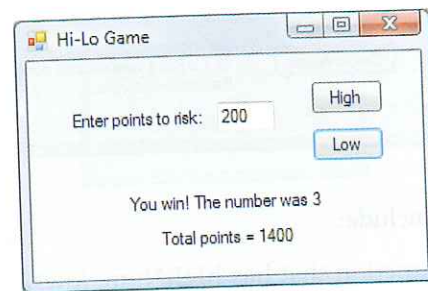 Hi-Lo Game
Enter points to risk: 200
High
Low
You win! The number was 3
Total points = 1400